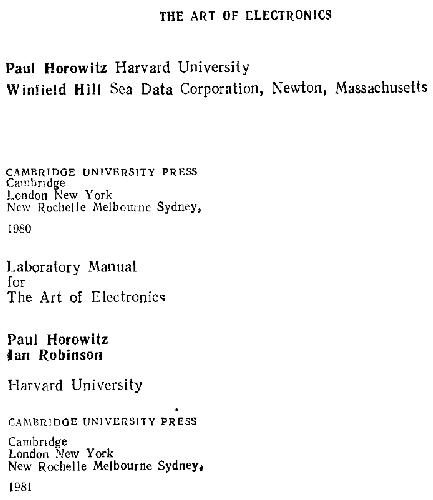 THE ART OF ELECTRONICS
Paul Horowitz Harvard University
Winfield Hill Sea Data Corporation, Newton, Massachusetts
CAMBRIDGE UNIVERSITY PRESS
Cambridge
London New York
New Rochelle Melbourne Sydney,
1980
Laboratory Manual
for
The Art of Electronics
Paul Horowitz
Ian Robinson
Harvard University
CAMBRIDGE UNIVERSITY PRESS
Cambridge
London New York
New Rochelle Melbourne Sydney,
1981